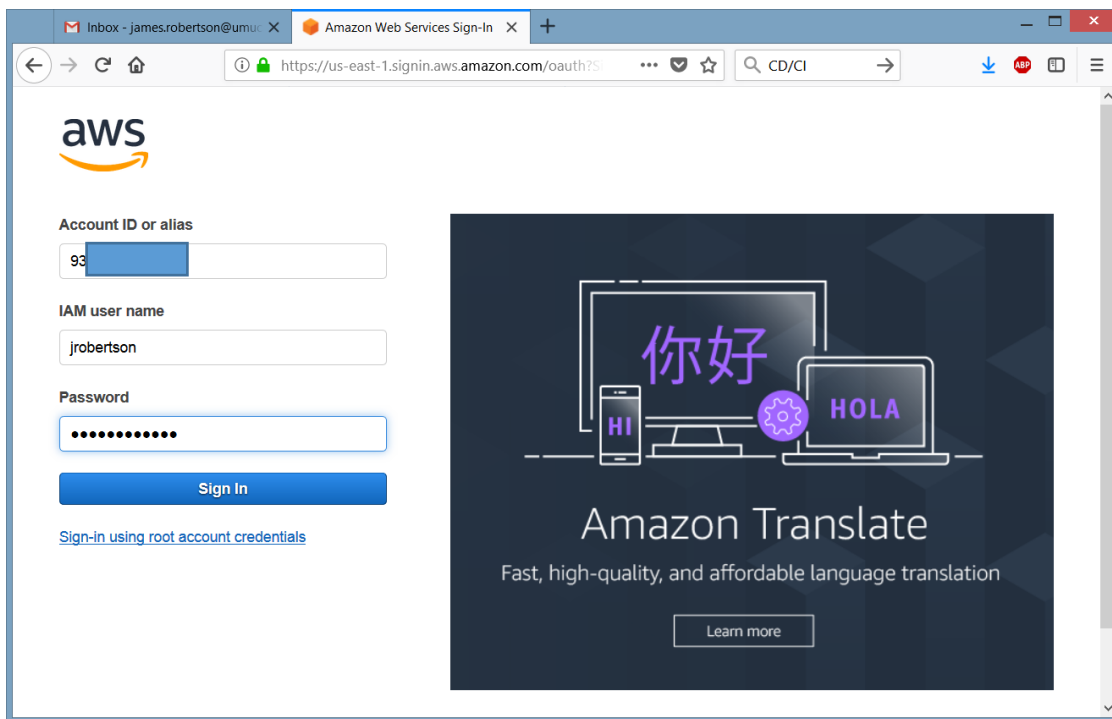 Inbox - james.robertson@umuc
Amazon Web Services Sign-In
https://us-east-1.signin.aws.amazon.com/oauth?S
CD/CI
ABP
aws
Account ID or alias
93
IAM user name
jrobertson
Password
••••••••••••
Sign In
Sign-in using root account credentials
你好
HI
HOLA
Amazon Translate
Fast, high-quality, and affordable language translation
Learn more